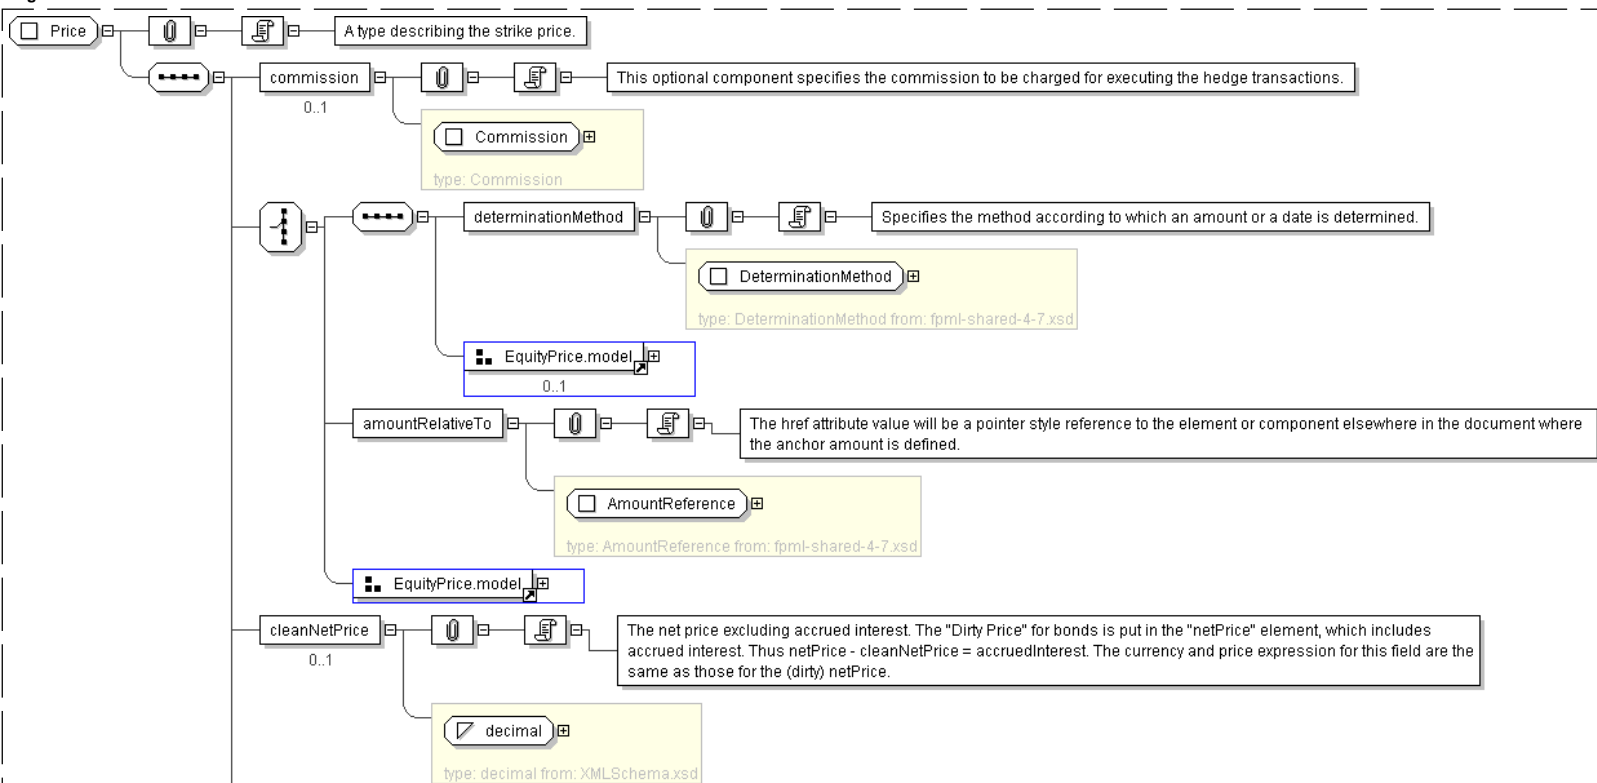 Price
A type describing the strike price.
commission
This optional component specifies the commission to be charged for executing the hedge transactions.
0..1
Commission
type: Commission
determinationMethod
Specifies the method according to which an amount or a date is determined.
DeterminationMethod
type: DeterminationMethod from: fpml-shared-4-7.xsd
EquityPrice.model
0..1
amountRelativeTo
The href attribute value will be a pointer style reference to the element or component elsewhere in the document where
the anchor amount is defined.
AmountReference
type: AmountReference from: fpml-shared-4-7.xsd
EquityPrice.model
cleanNetPrice
0..1
The net price excluding accrued interest. The "Dirty Price" for bonds is put in the "netPrice" element, which includes
accrued interest. Thus netPrice - cleanNetPrice = accruedInterest. The currency and price expression for this field are the
same as those for the (dirty) netPrice.
decimal
type: decimal from: XMLSchema.xsd